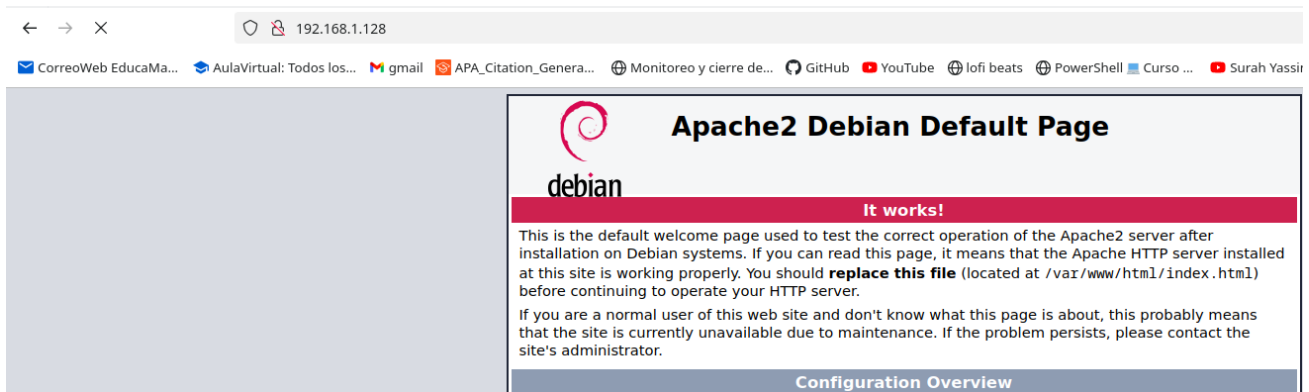 192.168.1.128
CorreoWeb EducaMa... AulaVirtual: Todos los... gmail APA_Citation_Genera... Monitoreo y cierre de... GitHub YouTube lofi beats PowerShell Curso ... Surah Yassin
Apache2 Debian Default Page
debian
It works!
This is the default welcome page used to test the correct operation of the Apache2 server after
installation on Debian systems. If you can read this page, it means that the Apache HTTP server installed
at this site is working properly. You should replace this file (located at /var/www/html/index.html)
before continuing to operate your HTTP server.
If you are a normal user of this web site and don't know what this page is about, this probably means
that the site is currently unavailable due to maintenance. If the problem persists, please contact the
site's administrator.
Configuration Overview